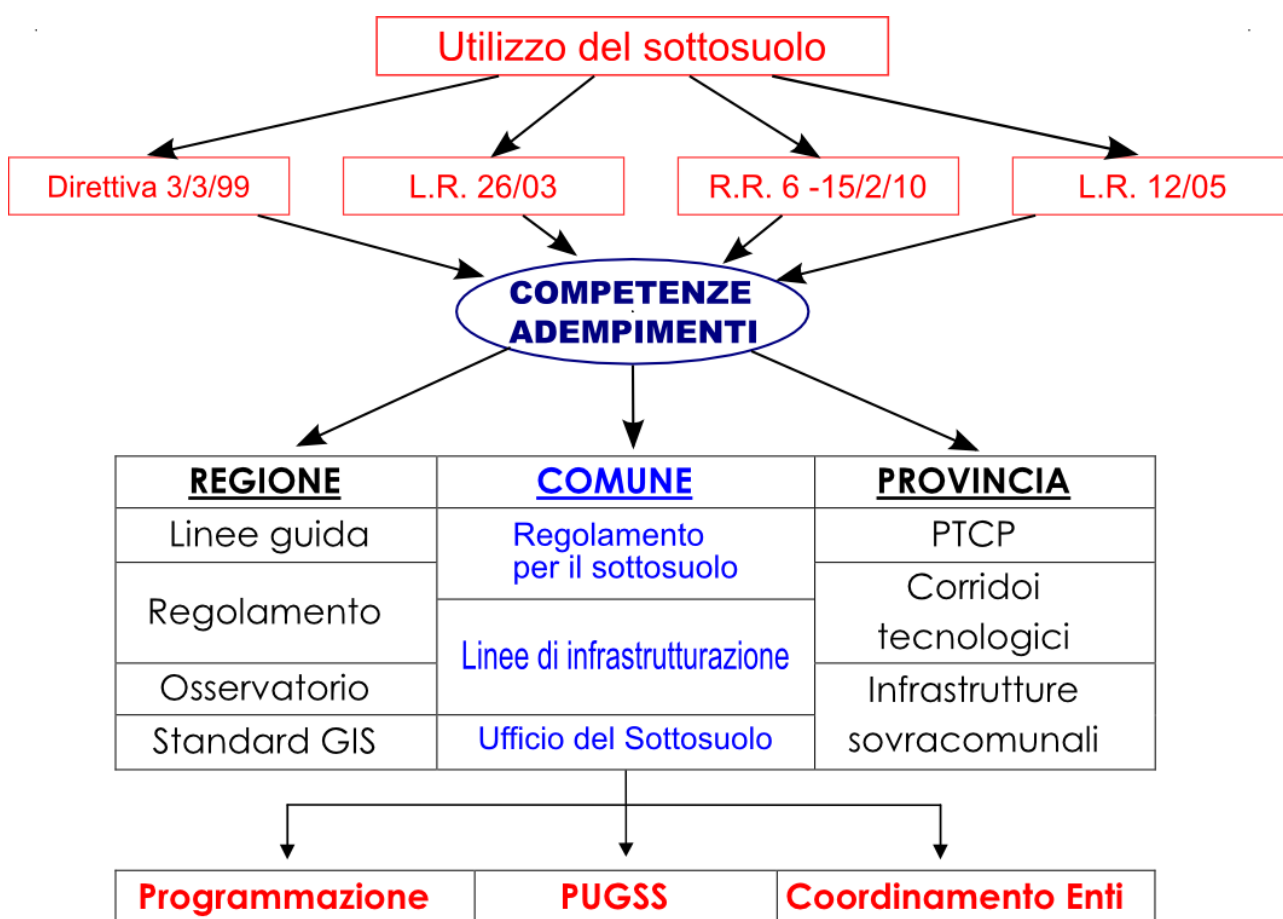 Utilizzo del sottosuolo
Direttiva 3/3/99
L.R. 26/03
R.R. 6 -15/2/10
L.R. 12/05
COMPETENZE
ADEMPIMENTI
REGIONE
COMUNE
PROVINCIA
Linee guida
Regolamento
Osservatorio
Standard GIS
Regolamento
per il sottosuolo
Linee di infrastrutturazione
Ufficio del Sottosuolo
PTCP
Corridoi
tecnologici
Infrastrutture
sovracomunali
Programmazione
PUGSS
Coordinamento Enti